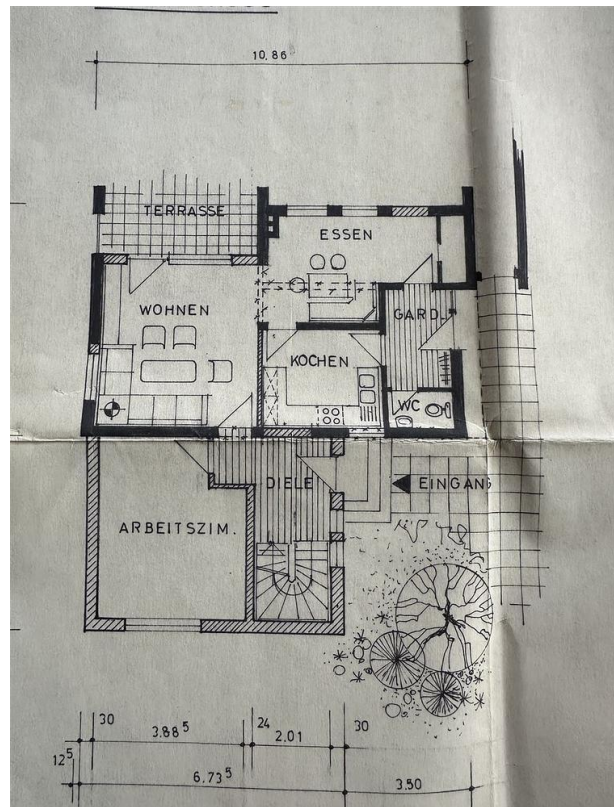 10.86
TERRASSE
ESSEN
WOHNEN
GARD.
KOCHEN
WC
DIELE
EINGANG
ARBEITSZIM.
30
3.88⁵
24
2.01
30
12⁵
6.73⁵
3.50